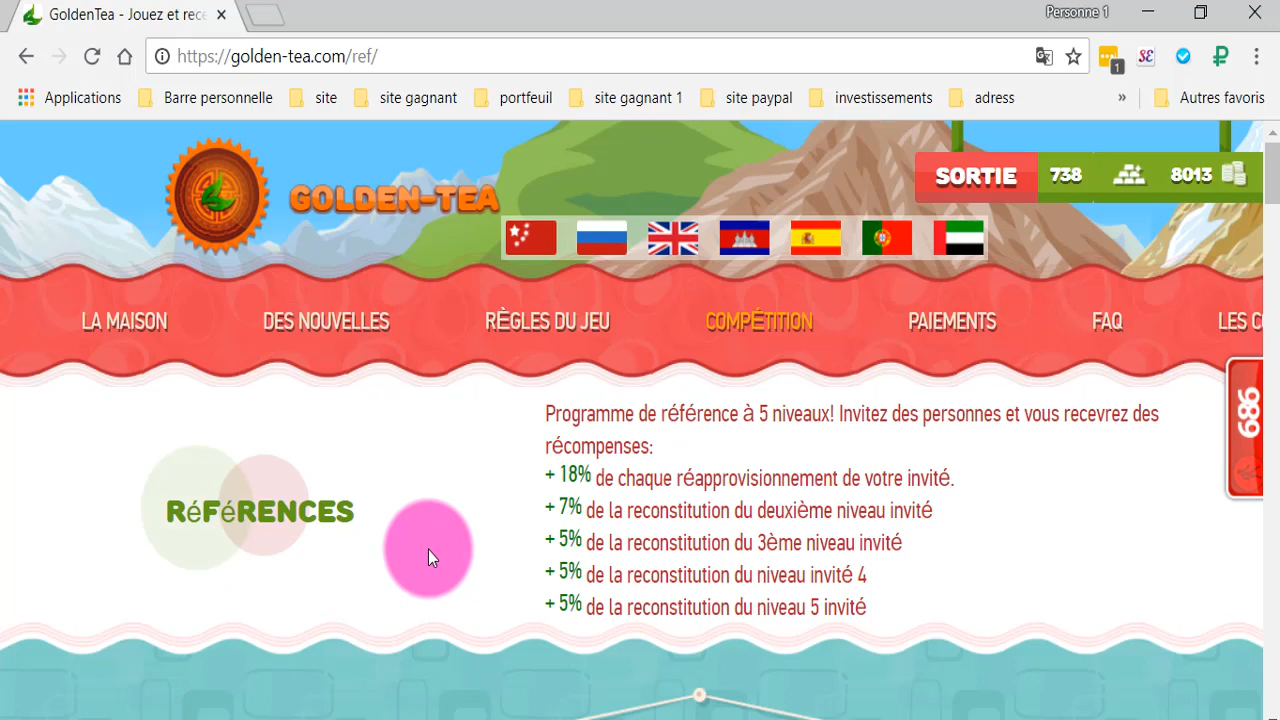 GoldenTea - Jouez et rece
Personne 1
https://golden-tea.com/ref/
1
Applications Barre personnelle site site gagnant portfeuil site gagnant 1 site paypal investissements adress » Autres favoris
GOLDEN-TEA
SORTIE 738 8013
LA MAISON DES NOUVELLES RÈGLES DU JEU COMPÉTITION PAIEMENTS FAQ LES C
Programme de référence à 5 niveaux! Invitez des personnes et vous recevrez des
récompenses:
+ 18% de chaque réapprovisionnement de votre invité.
+ 7% de la reconstitution du deuxième niveau invité
+ 5% de la reconstitution du 3ème niveau invité
+ 5% de la reconstitution du niveau invité 4
+ 5% de la reconstitution du niveau 5 invité
RéFéRENCES
989